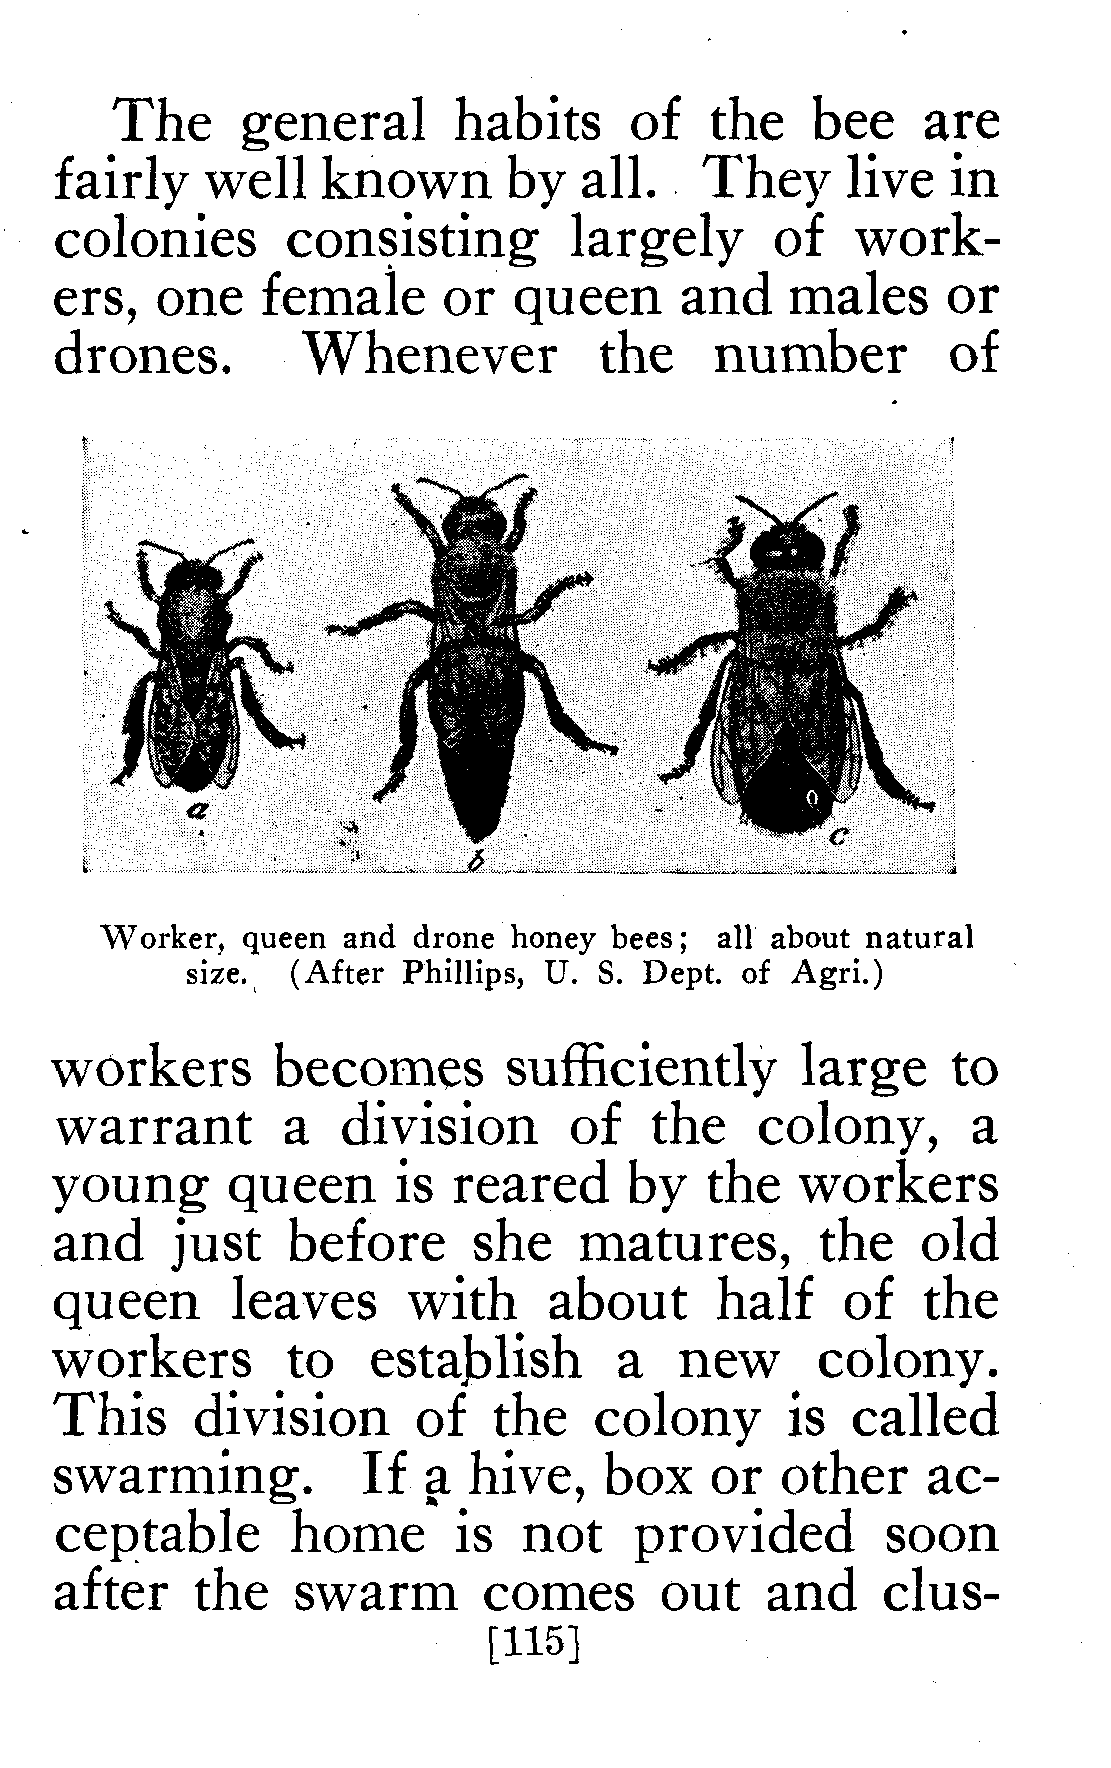 The general habits of the bee are
fairly well known by all. They live in
colonies consisting largely of work-
ers, one female or queen and males or
drones. Whenever the number of
a
b
c
Worker, queen and drone honey bees; all about natural
size. (After Phillips, U. S. Dept. of Agri.)
workers becomes sufficiently large to
warrant a division of the colony, a
young queen is reared by the workers
and just before she matures, the old
queen leaves with about half of the
workers to establish a new colony.
This division of the colony is called
swarming. If a hive, box or other ac-
ceptable home is not provided soon
after the swarm comes out and clus-
[115]